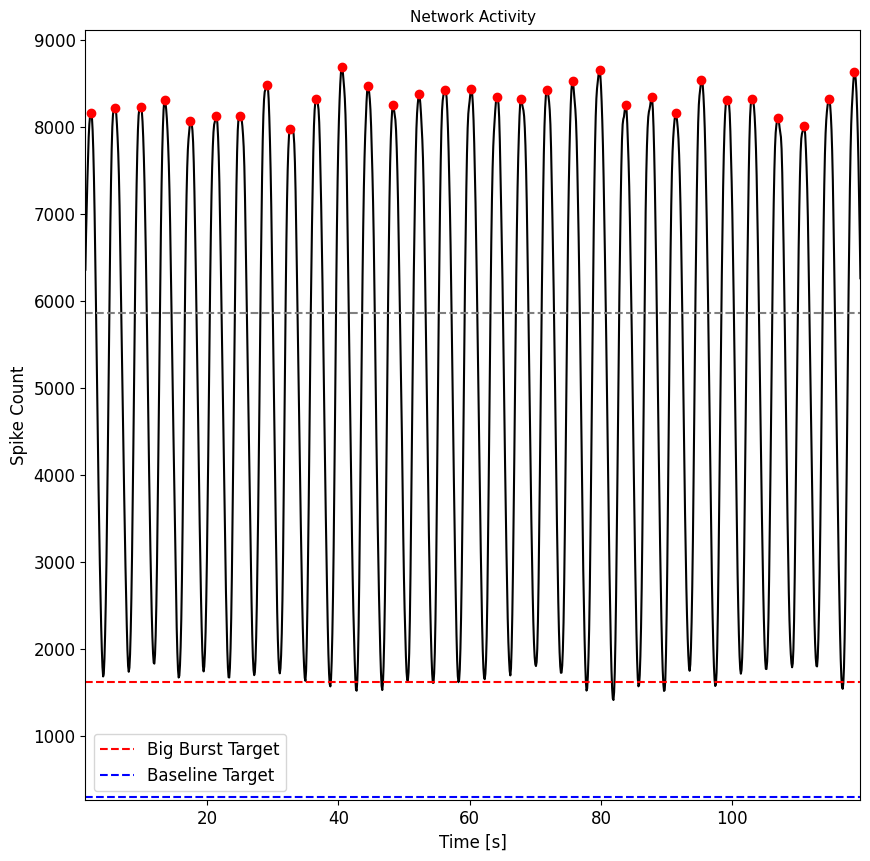 Network Activity
9000
8000
7000
6000
5000
4000
3000
2000
1000
Spike Count
Big Burst Target
Baseline Target
20 40 60 80 100
Time [s]